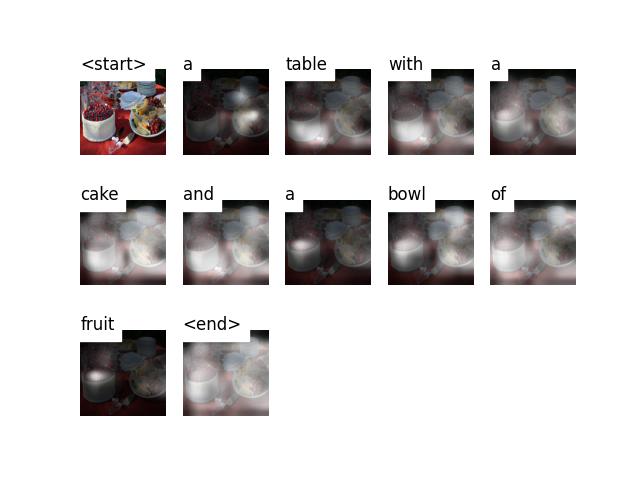 <start> a table with a
cake and a bowl of
fruit <end>